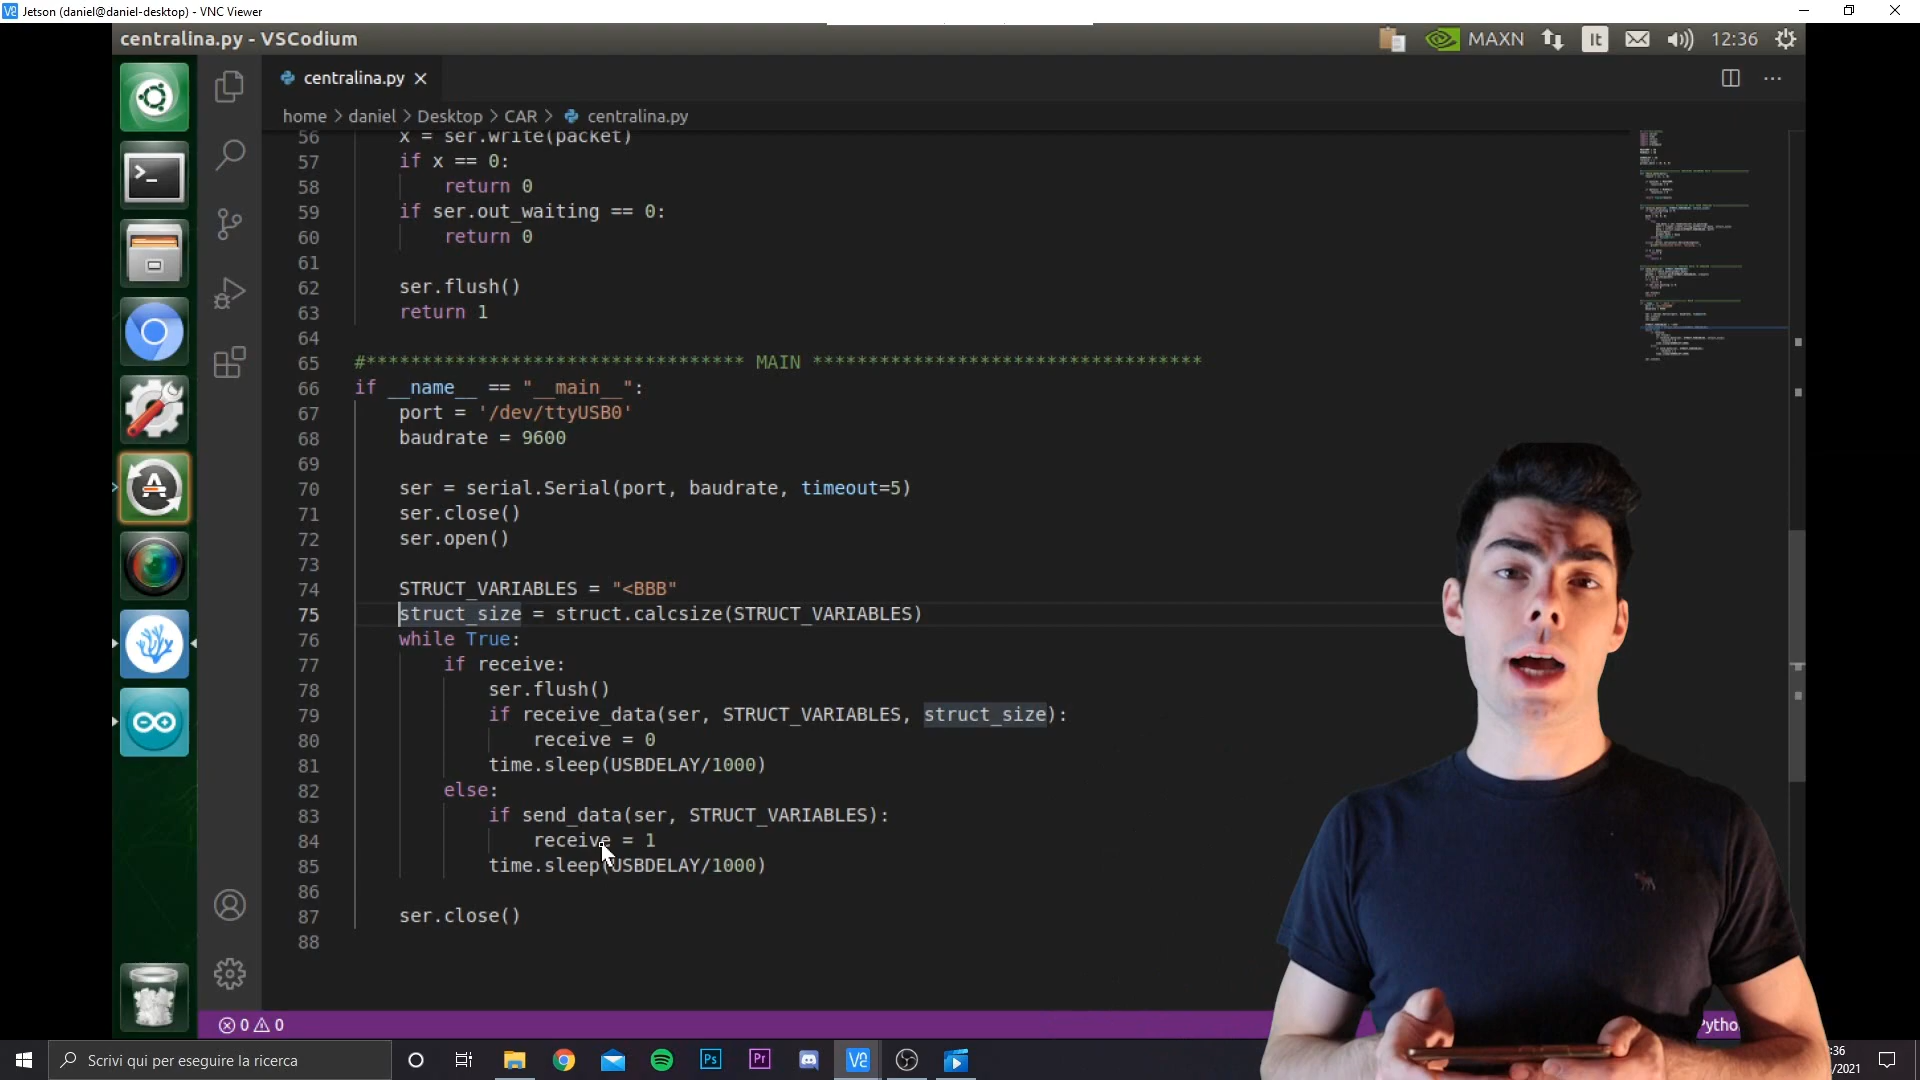 Jetson (daniel@daniel-desktop) - VNC Viewer
centralina.py - VSCodium
MAXN
It
12:36
centralina.py
home > daniel > Desktop > CAR > centralina.py
56 x = ser.write(packet)
57 if x == 0:
58 return 0
59 if ser.out_waiting == 0:
60 return 0
61
62 ser.flush()
63 return 1
64
65 #********************************** MAIN ***********************************
66 if __name__ == "__main__":
67 port = '/dev/ttyUSB0'
68 baudrate = 9600
69
70 ser = serial.Serial(port, baudrate, timeout=5)
71 ser.close()
72 ser.open()
73
74 STRUCT_VARIABLES = "<BBB"
75 struct_size = struct.calcsize(STRUCT_VARIABLES)
76 while True:
77 if receive:
78 ser.flush()
79 if receive_data(ser, STRUCT_VARIABLES, struct_size):
80 receive = 0
81 time.sleep(USBDELAY/1000)
82 else:
83 if send_data(ser, STRUCT_VARIABLES):
84 receive = 1
85 time.sleep(USBDELAY/1000)
86
87 ser.close()
88
0 0
Scrivi qui per eseguire la ricerca
Ps
Pr
:36
/2021